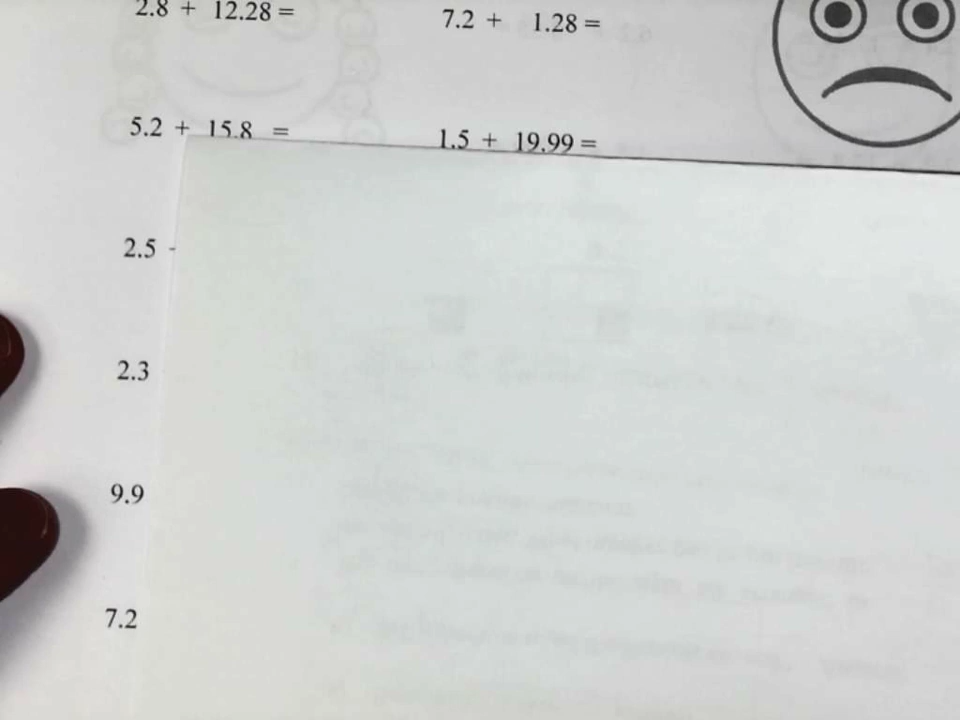 2.8 + 12.28 = 7.2 + 1.28 =
5.2 + 15.8 = 1.5 + 19.99 =
2.5 -
2.3
9.9
7.2